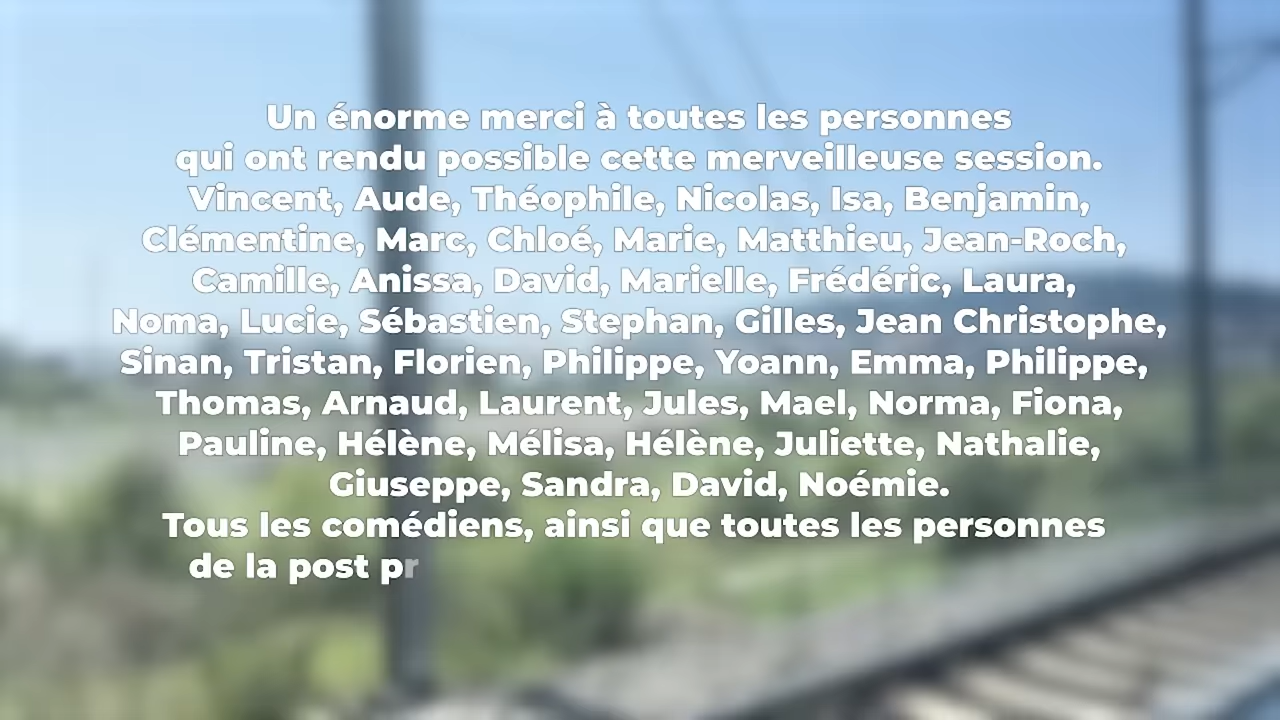 Un énorme merci à toutes les personnes
qui ont rendu possible cette merveilleuse session.
Vincent, Aude, Théophile, Nicolas, Isa, Benjamin,
Clémentine, Marc, Chloé, Marie, Matthieu, Jean-Roch,
Camille, Anissa, David, Marielle, Frédéric, Laura,
Noma, Lucie, Sébastien, Stephan, Gilles, Jean Christophe,
Sinan, Tristan, Florien, Philippe, Yoann, Emma, Philippe,
Thomas, Arnaud, Laurent, Jules, Mael, Norma, Fiona,
Pauline, Hélène, Mélisa, Hélène, Juliette, Nathalie,
Giuseppe, Sandra, David, Noémie.
Tous les comédiens, ainsi que toutes les personnes
de la post pr